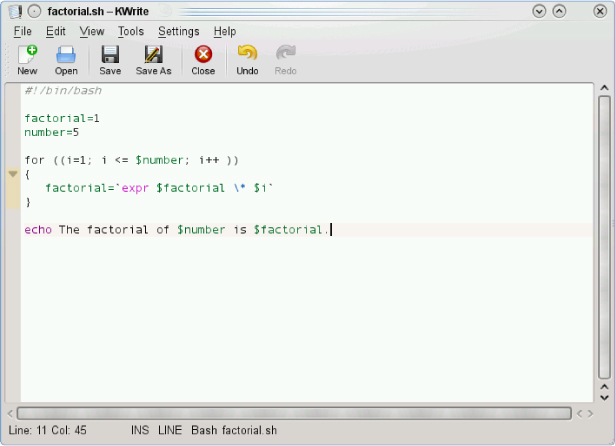 factorial.sh – KWrite
File Edit View Tools Settings Help
New Open Save Save As Close Undo Redo
#!/bin/bash
factorial=1
number=5
for ((i=1; i <= $number; i++ ))
{
factorial=`expr $factorial \* $i`
}
echo The factorial of $number is $factorial.
Line: 11 Col: 45 INS LINE Bash factorial.sh